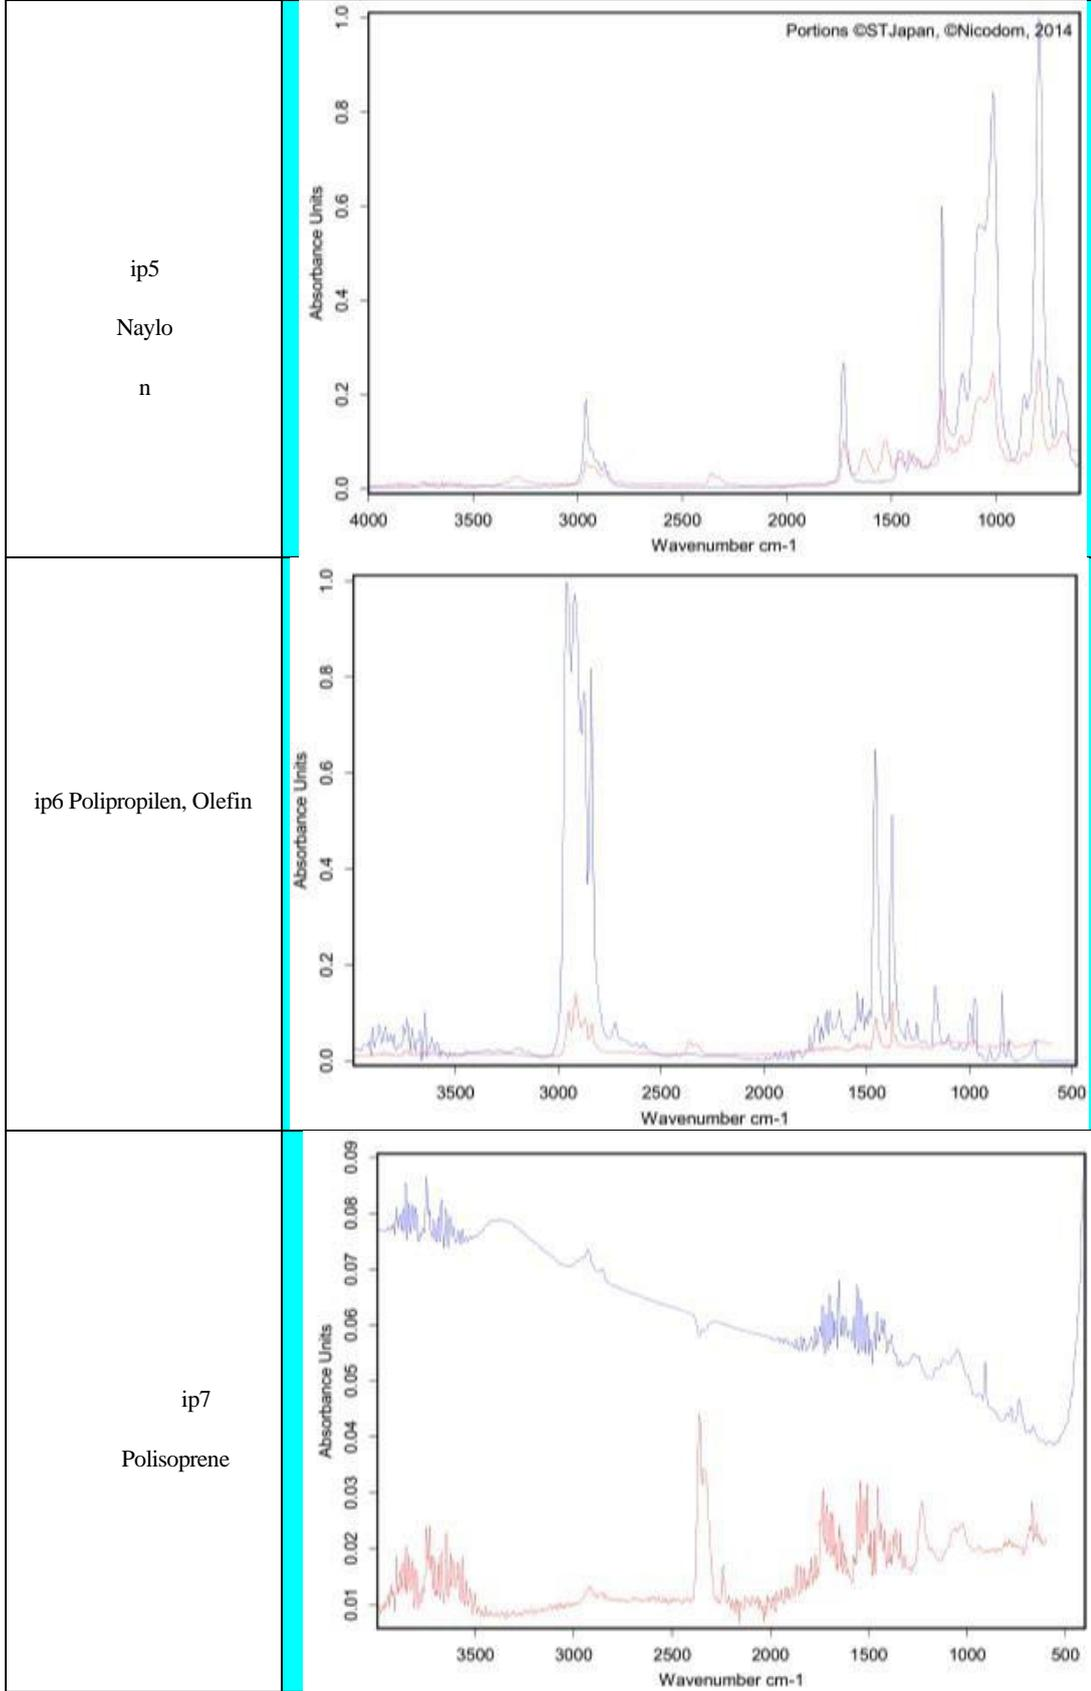 ip5
Naylo
n
Portions ©STJapan, ©Nicodom, 2014
Absorbance Units
1.0
0.8
0.6
0.4
0.2
0.0
4000 3500 3000 2500 2000 1500 1000
Wavenumber cm-1
ip6 Polipropilen, Olefin
Absorbance Units
1.0
0.8
0.6
0.4
0.2
0.0
3500 3000 2500 2000 1500 1000 500
Wavenumber cm-1
ip7
Polisoprene
Absorbance Units
0.09
0.08
0.07
0.06
0.05
0.04
0.03
0.02
0.01
3500 3000 2500 2000 1500 1000 500
Wavenumber cm-1